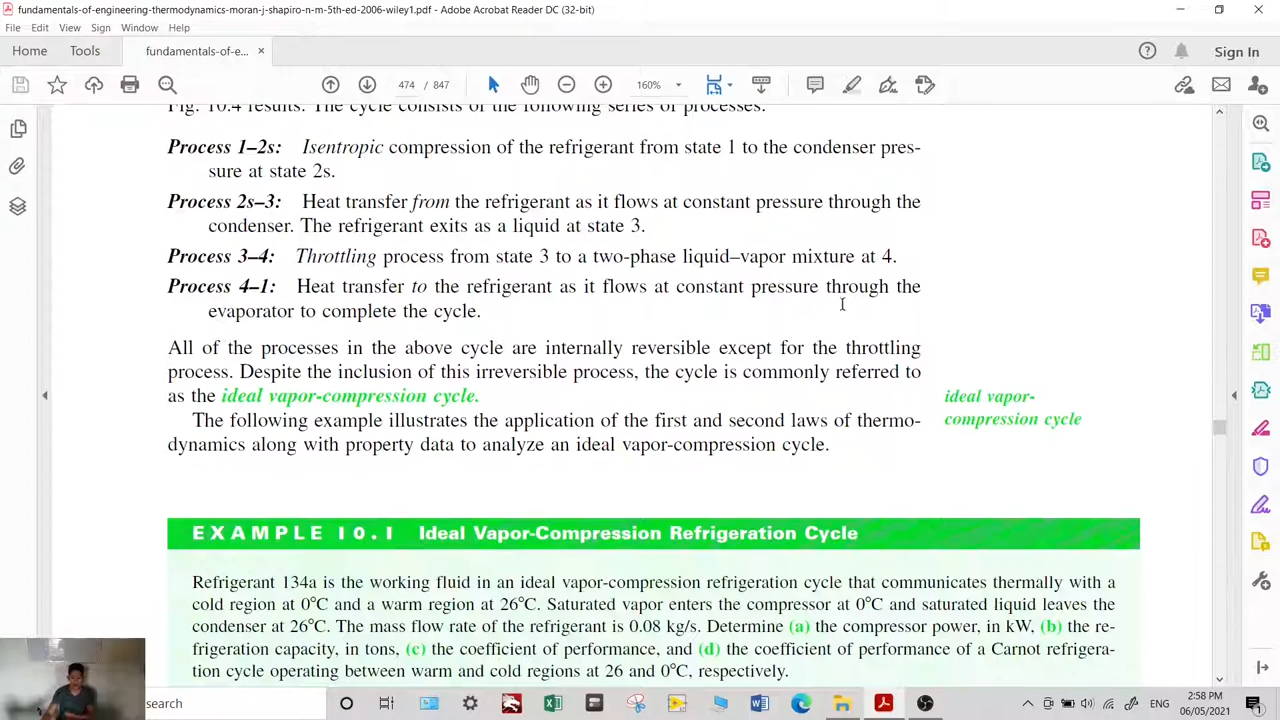 fundamentals-of-engineering-thermodynamics-moran-j-shapiro-n-m-5th-ed-2006-wiley1.pdf - Adobe Acrobat Reader DC (32-bit)
File Edit View Sign Window Help
Home Tools fundamentals-of-e... ×
Sign In
474 / 847
160%
Fig. 10.4 results. The cycle consists of the following series of processes:
Process 1–2s: Isentropic compression of the refrigerant from state 1 to the condenser pres-
sure at state 2s.
Process 2s–3: Heat transfer from the refrigerant as it flows at constant pressure through the
condenser. The refrigerant exits as a liquid at state 3.
Process 3–4: Throttling process from state 3 to a two-phase liquid–vapor mixture at 4.
Process 4–1: Heat transfer to the refrigerant as it flows at constant pressure through the
evaporator to complete the cycle.
All of the processes in the above cycle are internally reversible except for the throttling
process. Despite the inclusion of this irreversible process, the cycle is commonly referred to
as the ideal vapor-compression cycle.
ideal vapor-
compression cycle
The following example illustrates the application of the first and second laws of thermo-
dynamics along with property data to analyze an ideal vapor-compression cycle.
EXAMPLE 10.1 Ideal Vapor-Compression Refrigeration Cycle
Refrigerant 134a is the working fluid in an ideal vapor-compression refrigeration cycle that communicates thermally with a
cold region at 0°C and a warm region at 26°C. Saturated vapor enters the compressor at 0°C and saturated liquid leaves the
condenser at 26°C. The mass flow rate of the refrigerant is 0.08 kg/s. Determine (a) the compressor power, in kW, (b) the re-
frigeration capacity, in tons, (c) the coefficient of performance, and (d) the coefficient of performance of a Carnot refrigera-
tion cycle operating between warm and cold regions at 26 and 0°C, respectively.
search
ENG
2:58 PM
06/05/2021